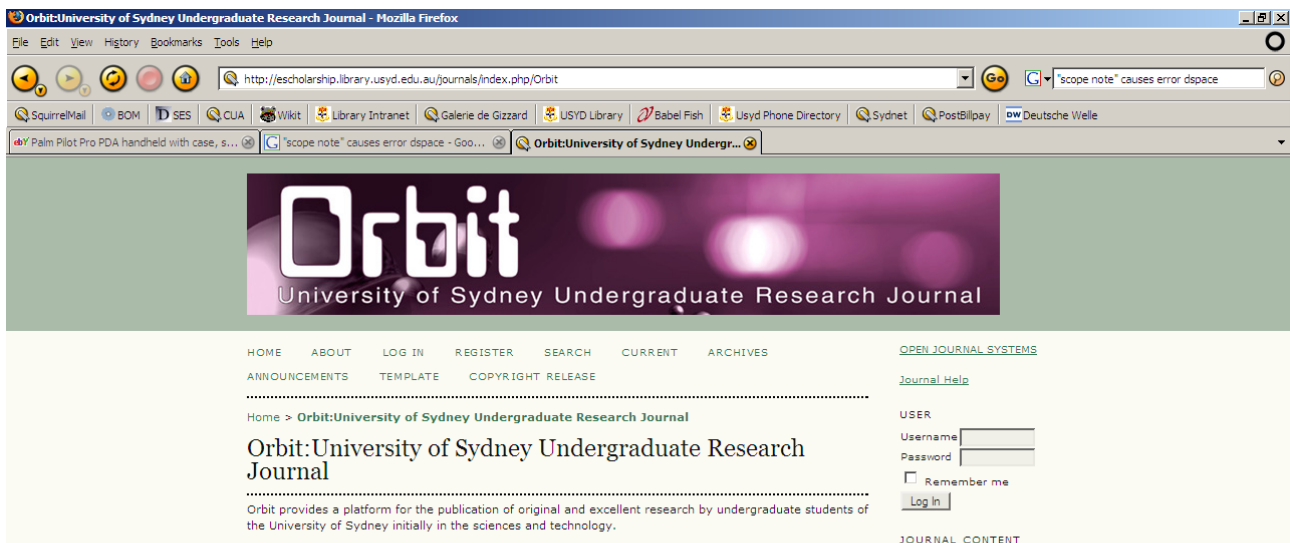 Orbit:University of Sydney Undergraduate Research Journal - Mozilla Firefox
File Edit View History Bookmarks Tools Help
http://escholarship.library.usyd.edu.au/journals/index.php/Orbit
Go
G
"scope note" causes error dspace
SquirrelMail BOM SES CUA Wikit Library Intranet Galerie de Gizzard USYD Library Babel Fish Usyd Phone Directory Sydnet PostBillpay DW Deutsche Welle
ebY Palm Pilot Pro PDA handheld with case, s... G "scope note" causes error dspace - Goo... Orbit:University of Sydney Undergr...
Orbit
University of Sydney Undergraduate Research Journal
HOME ABOUT LOG IN REGISTER SEARCH CURRENT ARCHIVES
ANNOUNCEMENTS TEMPLATE COPYRIGHT RELEASE
Home > Orbit:University of Sydney Undergraduate Research Journal
Orbit:University of Sydney Undergraduate Research
Journal
Orbit provides a platform for the publication of original and excellent research by undergraduate students of
the University of Sydney initially in the sciences and technology.
OPEN JOURNAL SYSTEMS
Journal Help
USER
Username
Password
Remember me
Log In
JOURNAL CONTENT